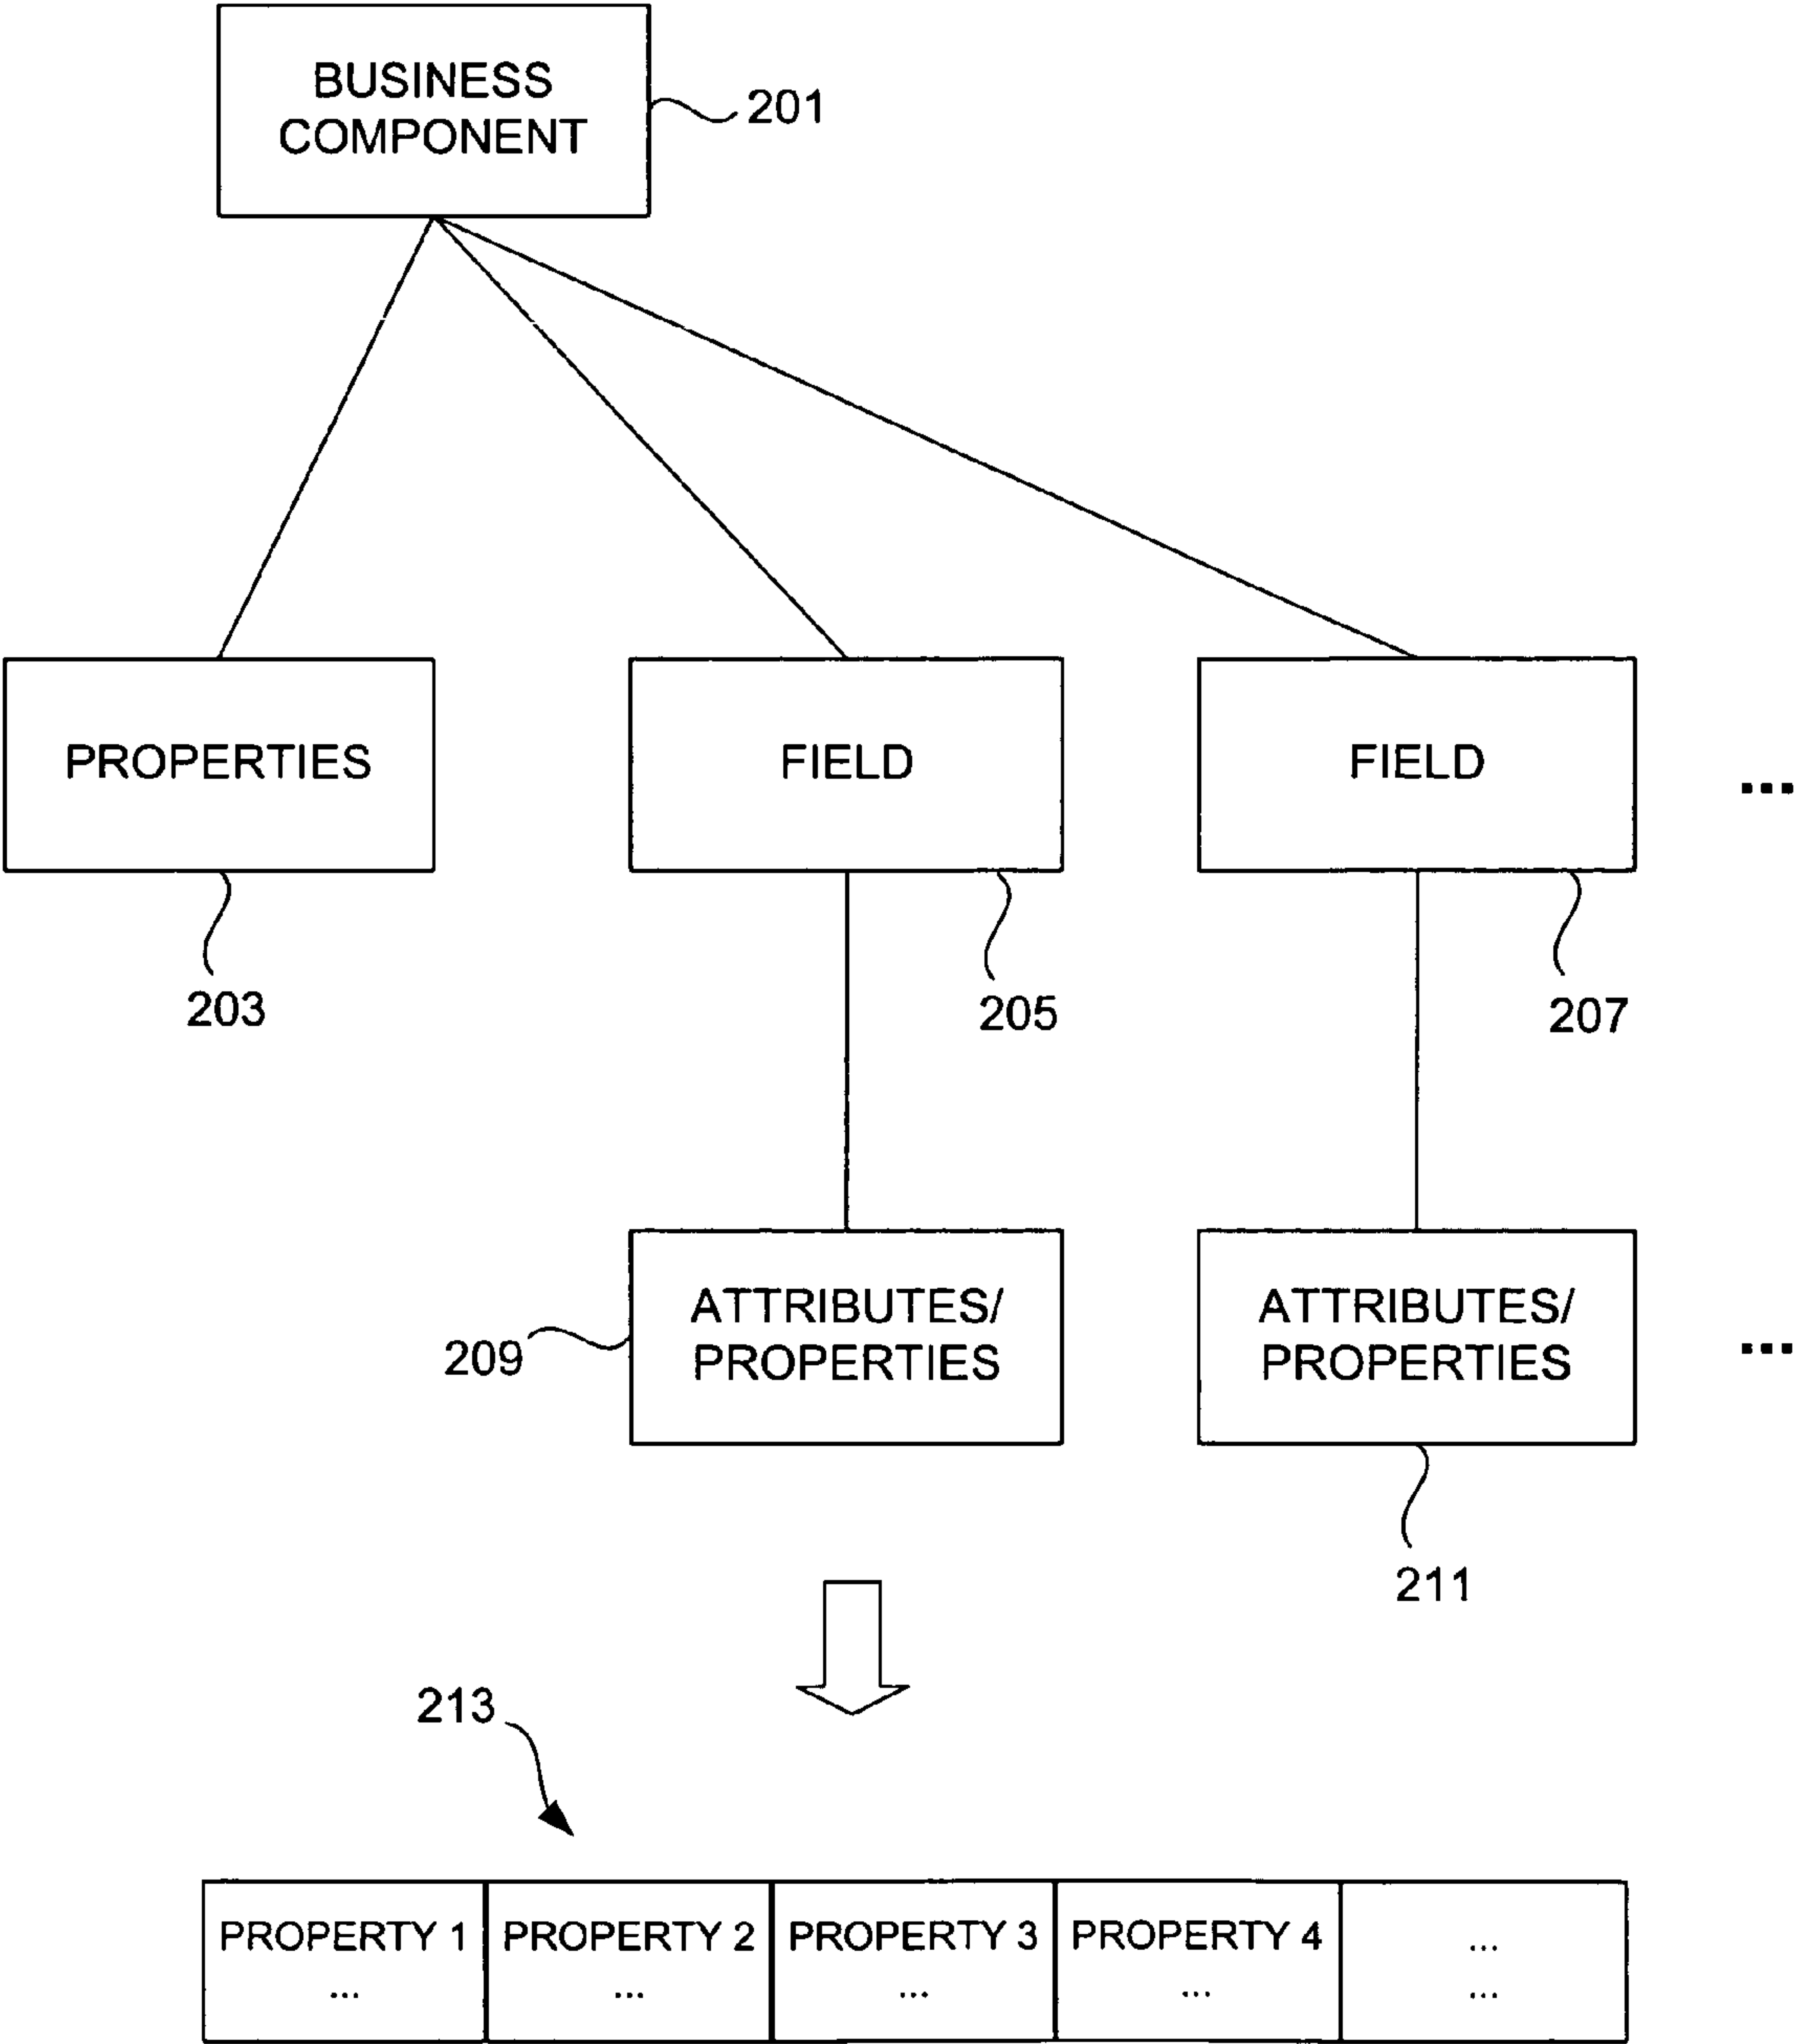 BUSINESS
COMPONENT
201
PROPERTIES
FIELD
FIELD
...
203
205
207
ATTRIBUTES/
PROPERTIES
209
ATTRIBUTES/
PROPERTIES
...
211
213
PROPERTY 1
...
PROPERTY 2
...
PROPERTY 3
...
PROPERTY 4
...
...
...